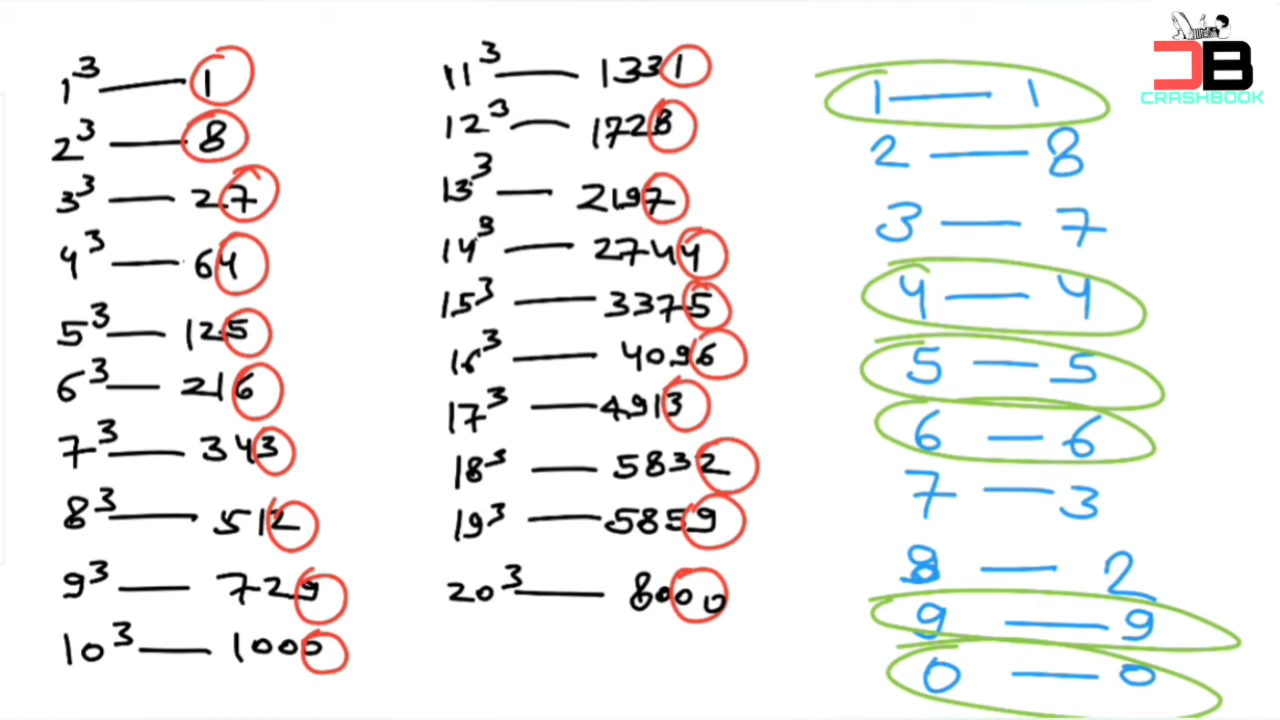 1³ — 1
2³ — 8
3³ — 27
4³ — 64
5³ — 125
6³ — 216
7³ — 343
8³ — 512
9³ — 729
10³ — 1000
11³ — 1331
12³ — 1728
13³ — 2197
14³ — 2744
15³ — 3375
16³ — 4096
17³ — 4913
18³ — 5832
19³ — 5859
20³ — 8000
1 — 1
2 — 8
3 — 7
4 — 4
5 — 5
6 — 6
7 — 3
8 — 2
9 — 9
0 — 0
CB
CRASHBOOK